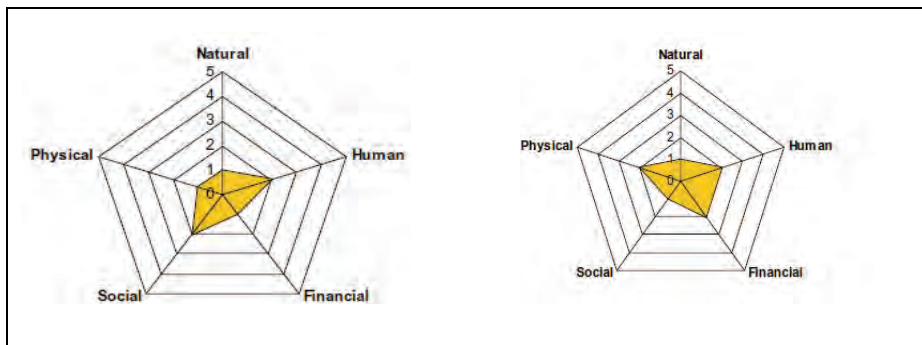 Natural
5
4
3
2
1
0
Physical
Human
Social
Financial
Natural
5
4
3
2
1
0
Physical
Human
Social
Financial